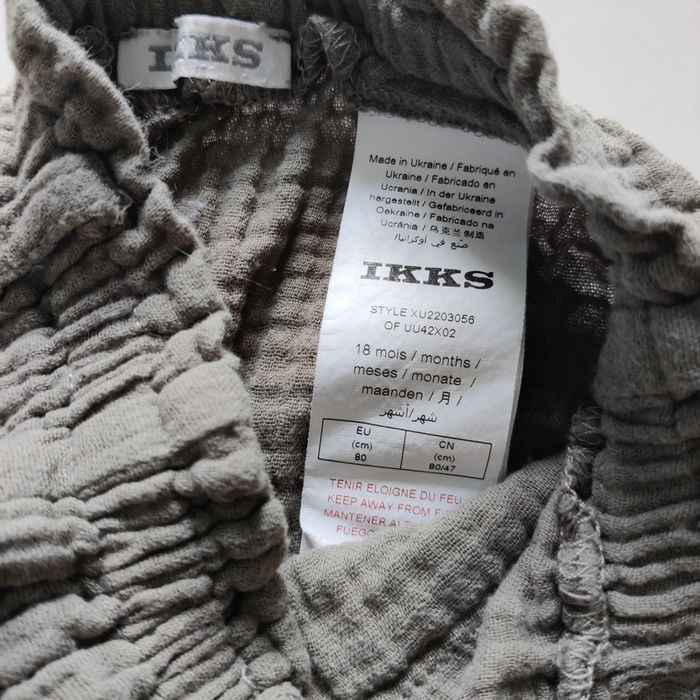 IKKS
Made in Ukraine / Fabriqué en
Ukraine / Fabricado en
Ucrania / In der Ukraine
hergestellt / Gefabriceerd in
Oekraïne / Fabricado na
Ucrânia / 乌克兰制造
صنع في أوكرانيا/
IKKS
STYLE XU2203056
OF UU42X02
18 mois / months /
meses / monate /
maanden / 月 /
شهر/أشهر
EU
(cm)
80
CN
(cm)
80/47
TENIR ELOIGNE DU FEU
KEEP AWAY FROM
MANTENER
FUEGO